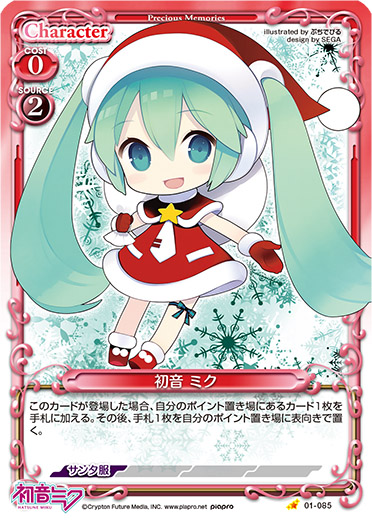 Precious Memories
Character
illustrated by ぷちでびる
design by SEGA
COST
0
SOURCE
2
初音 ミク
このカードが登場した場合、自分のポイント置き場にあるカード1枚を
手札に加える。その後、手札1枚を自分のポイント置き場に表向きで置
く。
サンタ服
初音ミク
HATSUNE MIKU
©Crypton Future Media, INC. www.piapro.net piapro
01-085